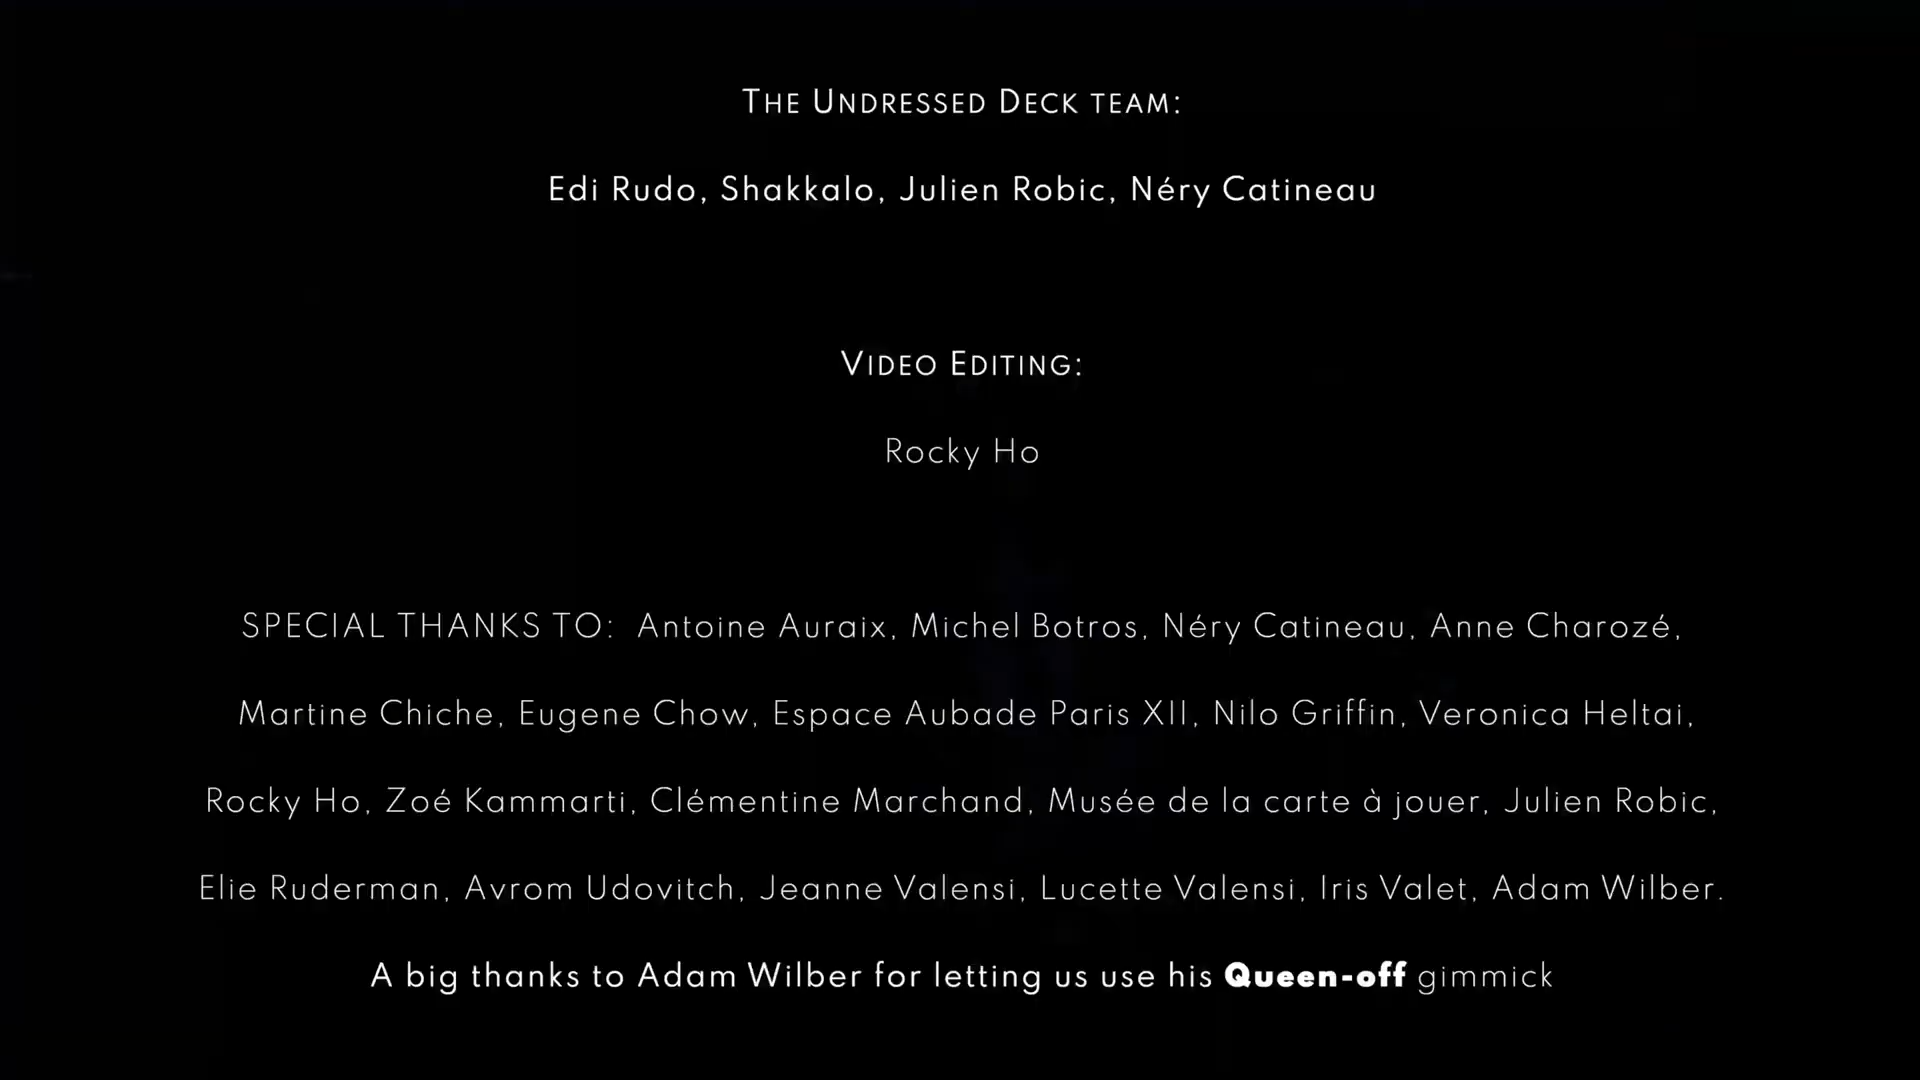 The Undressed Deck team:
Edi Rudo, Shakkalo, Julien Robic, Néry Catineau
Video Editing:
Rocky Ho
SPECIAL THANKS TO: Antoine Auraix, Michel Botros, Néry Catineau, Anne Charozé,
Martine Chiche, Eugene Chow, Espace Aubade Paris XII, Nilo Griffin, Veronica Heltai,
Rocky Ho, Zoé Kammarti, Clémentine Marchand, Musée de la carte à jouer, Julien Robic,
Elie Ruderman, Avrom Udovitch, Jeanne Valensi, Lucette Valensi, Iris Valet, Adam Wilber.
A big thanks to Adam Wilber for letting us use his Queen-off gimmick